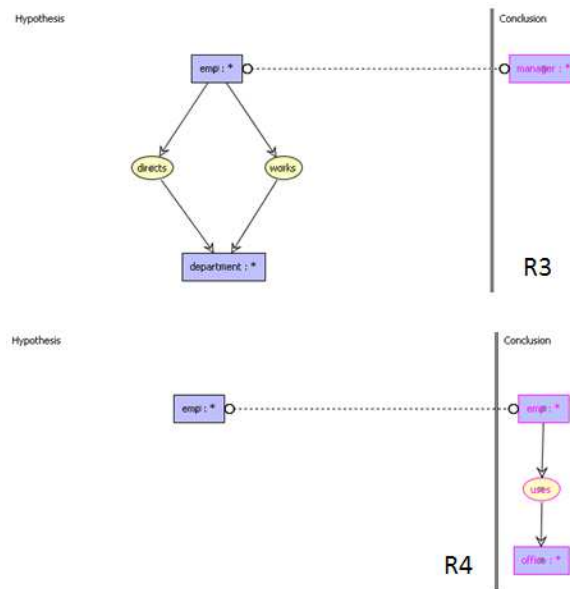 Hypothesis Conclusion
emp : * manager : *
directs works
department : *
R3
Hypothesis Conclusion
emp : * emp : *
uses
office : *
R4